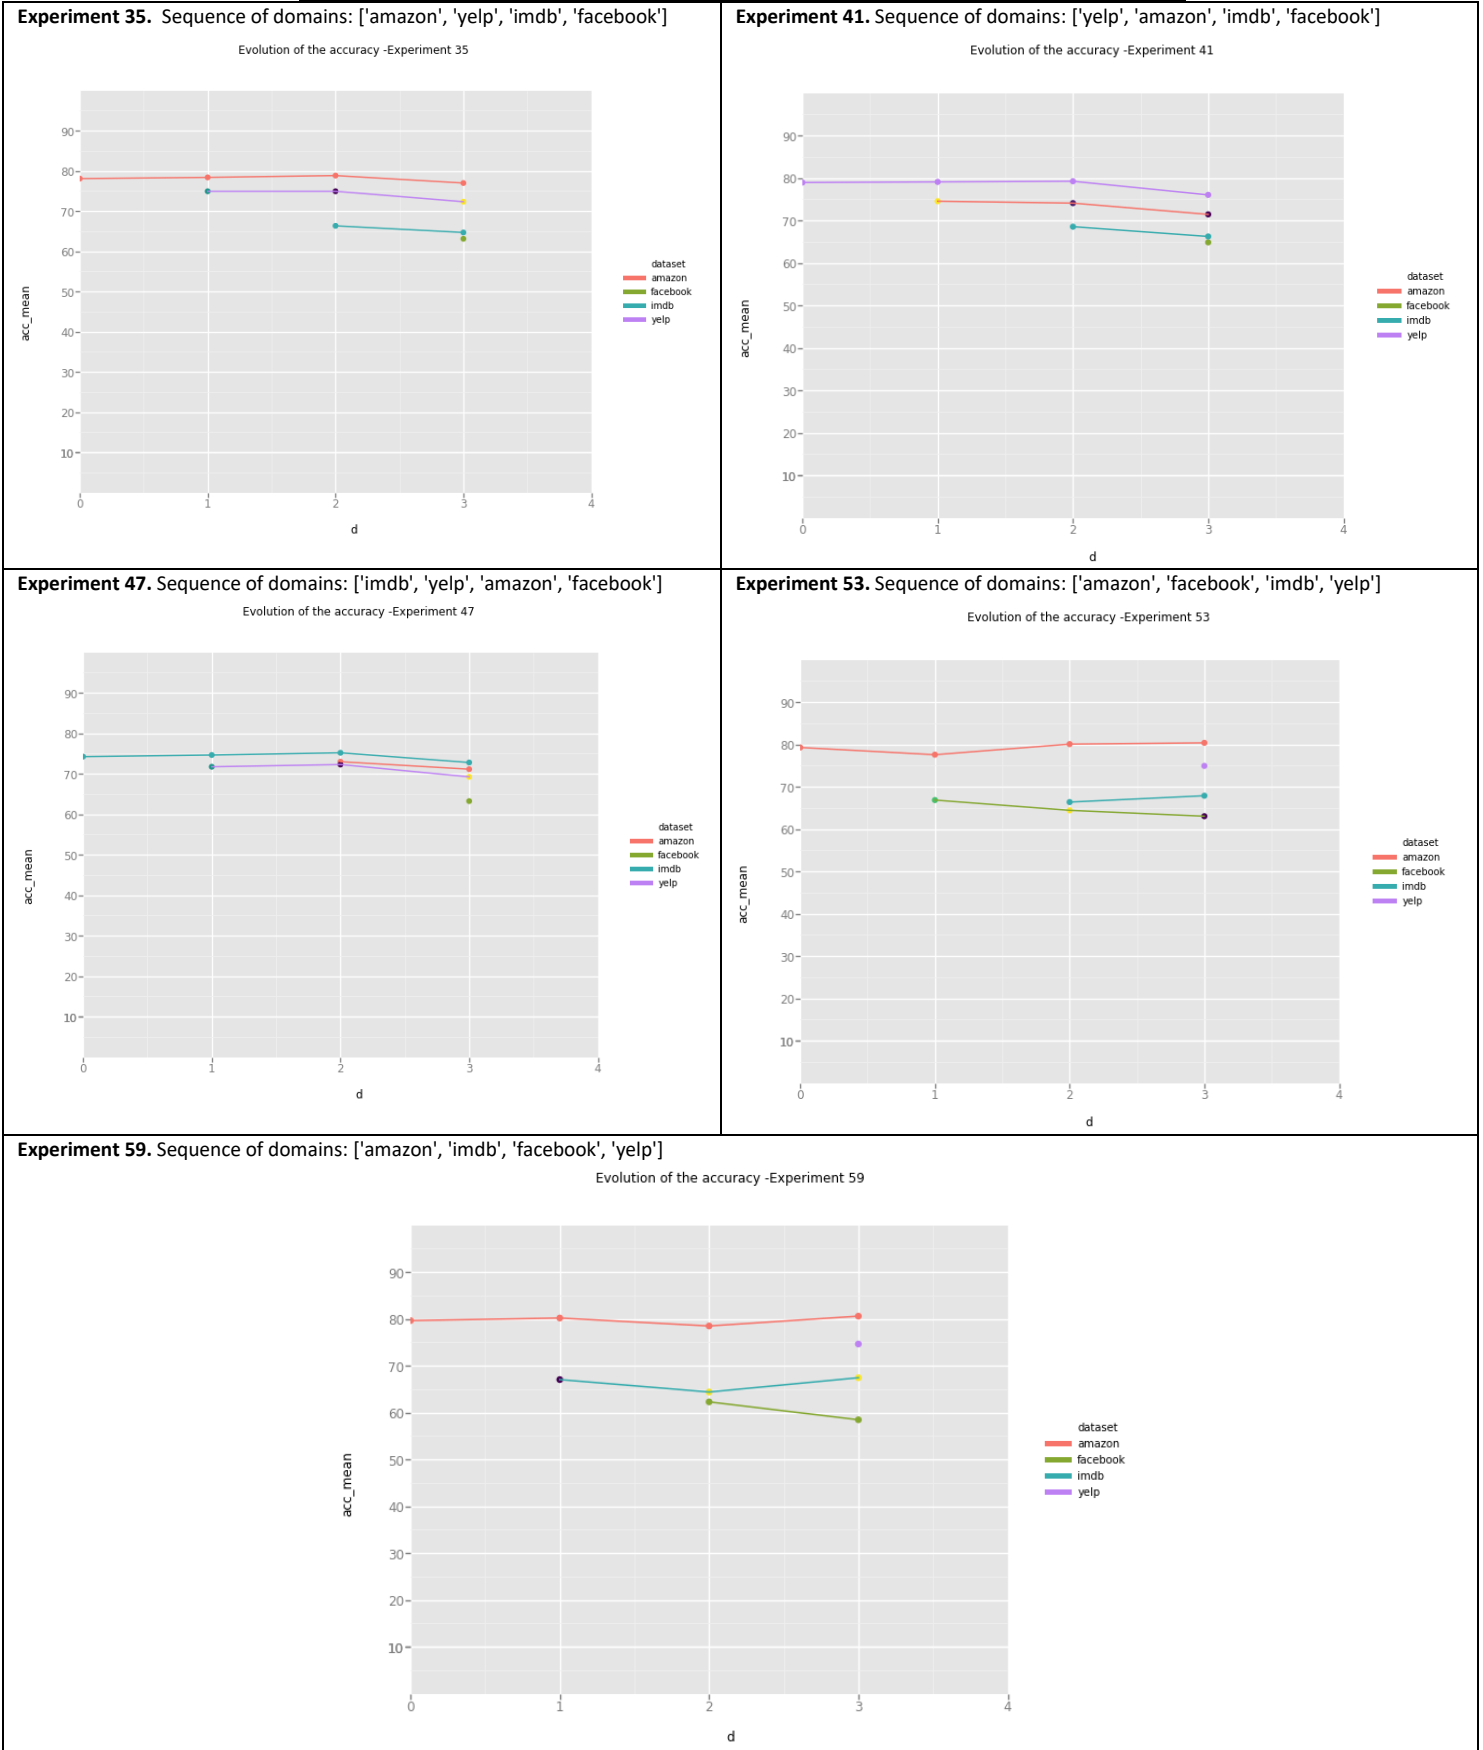 Experiment 35. Sequence of domains: ['amazon', 'yelp', 'imdb', 'facebook']
Evolution of the accuracy -Experiment 35
90
80
70
60
50
40
30
20
10
0 1 2 3 4
acc_mean
d
dataset
amazon
facebook
imdb
yelp
Experiment 41. Sequence of domains: ['yelp', 'amazon', 'imdb', 'facebook']
Evolution of the accuracy -Experiment 41
90
80
70
60
50
40
30
20
10
0 1 2 3 4
acc_mean
d
dataset
amazon
facebook
imdb
yelp
Experiment 47. Sequence of domains: ['imdb', 'yelp', 'amazon', 'facebook']
Evolution of the accuracy -Experiment 47
90
80
70
60
50
40
30
20
10
0 1 2 3 4
acc_mean
d
dataset
amazon
facebook
imdb
yelp
Experiment 53. Sequence of domains: ['amazon', 'facebook', 'imdb', 'yelp']
Evolution of the accuracy -Experiment 53
90
80
70
60
50
40
30
20
10
0 1 2 3 4
acc_mean
d
dataset
amazon
facebook
imdb
yelp
Experiment 59. Sequence of domains: ['amazon', 'imdb', 'facebook', 'yelp']
Evolution of the accuracy -Experiment 59
90
80
70
60
50
40
30
20
10
0 1 2 3 4
acc_mean
d
dataset
amazon
facebook
imdb
yelp